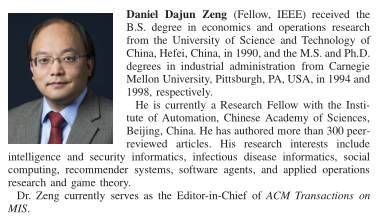 Daniel Dajun Zeng (Fellow, IEEE) received the
B.S. degree in economics and operations research
from the University of Science and Technology of
China, Hefei, China, in 1990, and the M.S. and Ph.D.
degrees in industrial administration from Carnegie
Mellon University, Pittsburgh, PA, USA, in 1994 and
1998, respectively.
He is currently a Research Fellow with the Insti-
tute of Automation, Chinese Academy of Sciences,
Beijing, China. He has authored more than 300 peer-
reviewed articles. His research interests include
intelligence and security informatics, infectious disease informatics, social
computing, recommender systems, software agents, and applied operations
research and game theory.
Dr. Zeng currently serves as the Editor-in-Chief of ACM Transactions on
MIS.